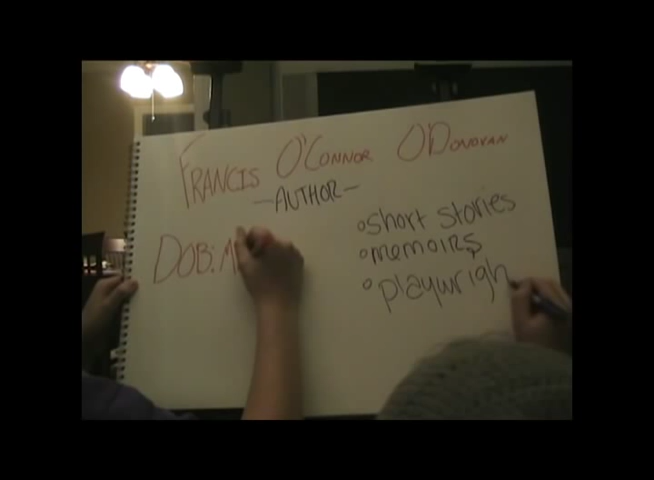 FRANCIS O'CONNOR O'DONOVAN
-AUTHOR-
DOB: M
short stories
memoirs
playwrigh